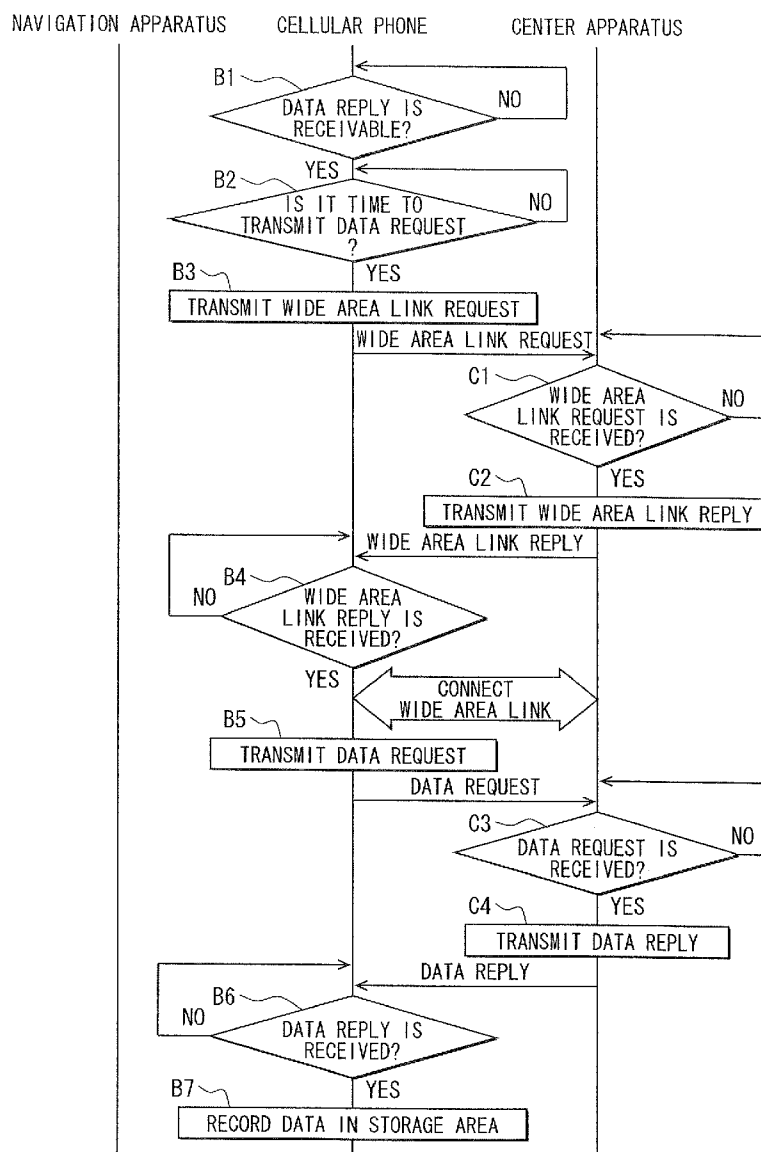 NAVIGATION APPARATUS
CELLULAR PHONE
CENTER APPARATUS
B1
DATA REPLY IS
RECEIVABLE?
NO
YES
B2
IS IT TIME TO
TRANSMIT DATA REQUEST
?
NO
YES
B3
TRANSMIT WIDE AREA LINK REQUEST
WIDE AREA LINK REQUEST
C1
WIDE AREA
LINK REQUEST IS
RECEIVED?
NO
YES
C2
TRANSMIT WIDE AREA LINK REPLY
WIDE AREA LINK REPLY
B4
WIDE AREA
LINK REPLY IS
RECEIVED?
NO
YES
CONNECT
WIDE AREA LINK
B5
TRANSMIT DATA REQUEST
DATA REQUEST
C3
DATA REQUEST IS
RECEIVED?
NO
YES
C4
TRANSMIT DATA REPLY
DATA REPLY
B6
DATA REPLY IS
RECEIVED?
NO
YES
B7
RECORD DATA IN STORAGE AREA